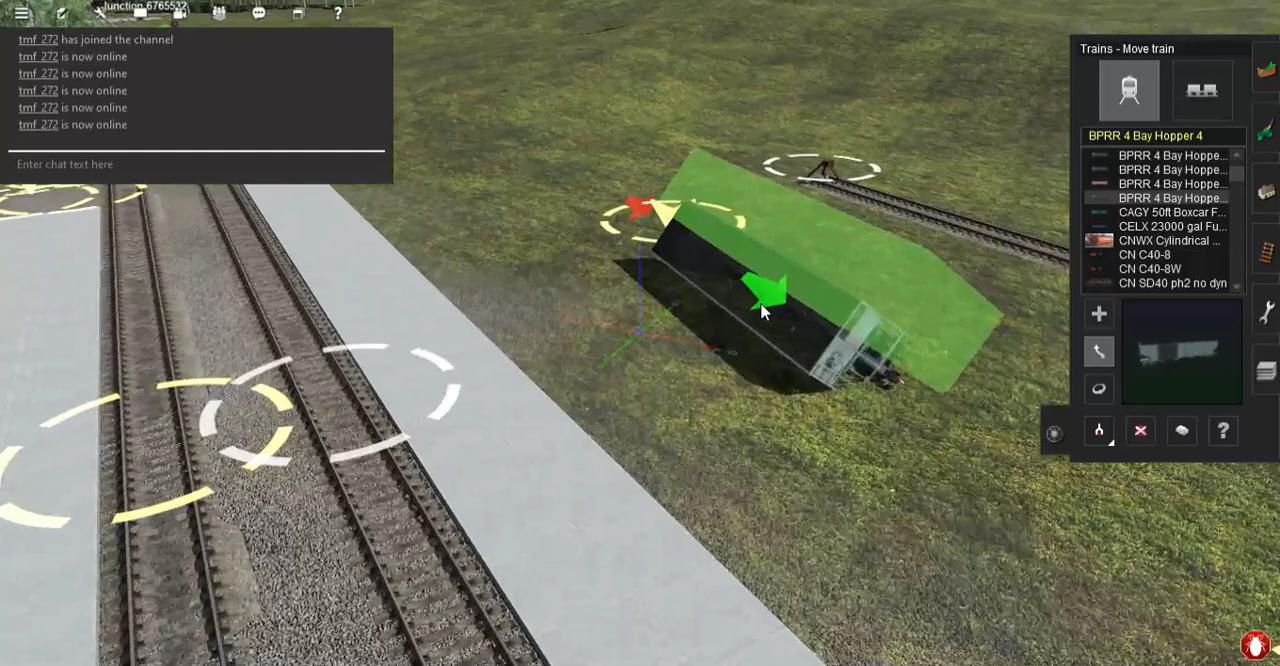 Junction 6765532
?
tmf_272 has joined the channel
tmf_272 is now online
tmf_272 is now online
tmf_272 is now online
tmf_272 is now online
tmf_272 is now online
Enter chat text here
Trains - Move train
BPRR 4 Bay Hopper 4
BPRR 4 Bay Hoppe...
BPRR 4 Bay Hoppe...
BPRR 4 Bay Hoppe...
BPRR 4 Bay Hoppe...
CAGY 50ft Boxcar F...
CELX 23000 gal Fu...
CNWX Cylindrical ...
CN C40-8
CN C40-8W
CN SD40 ph2 no dyn
?